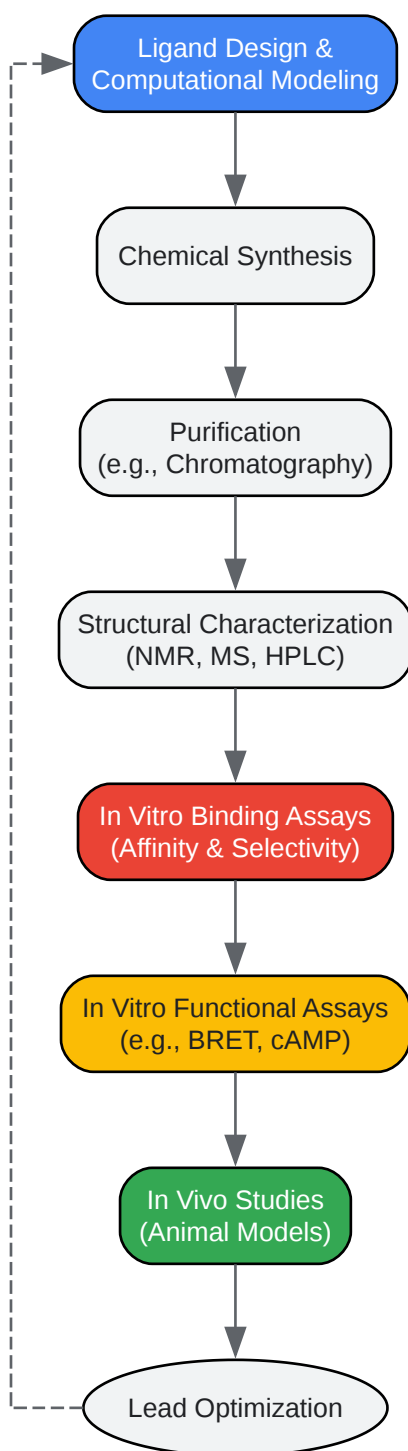 Ligand Design &
Computational Modeling
Chemical Synthesis
Purification
(e.g., Chromatography)
Structural Characterization
(NMR, MS, HPLC)
In Vitro Binding Assays
(Affinity & Selectivity)
In Vitro Functional Assays
(e.g., BRET, cAMP)
In Vivo Studies
(Animal Models)
Lead Optimization